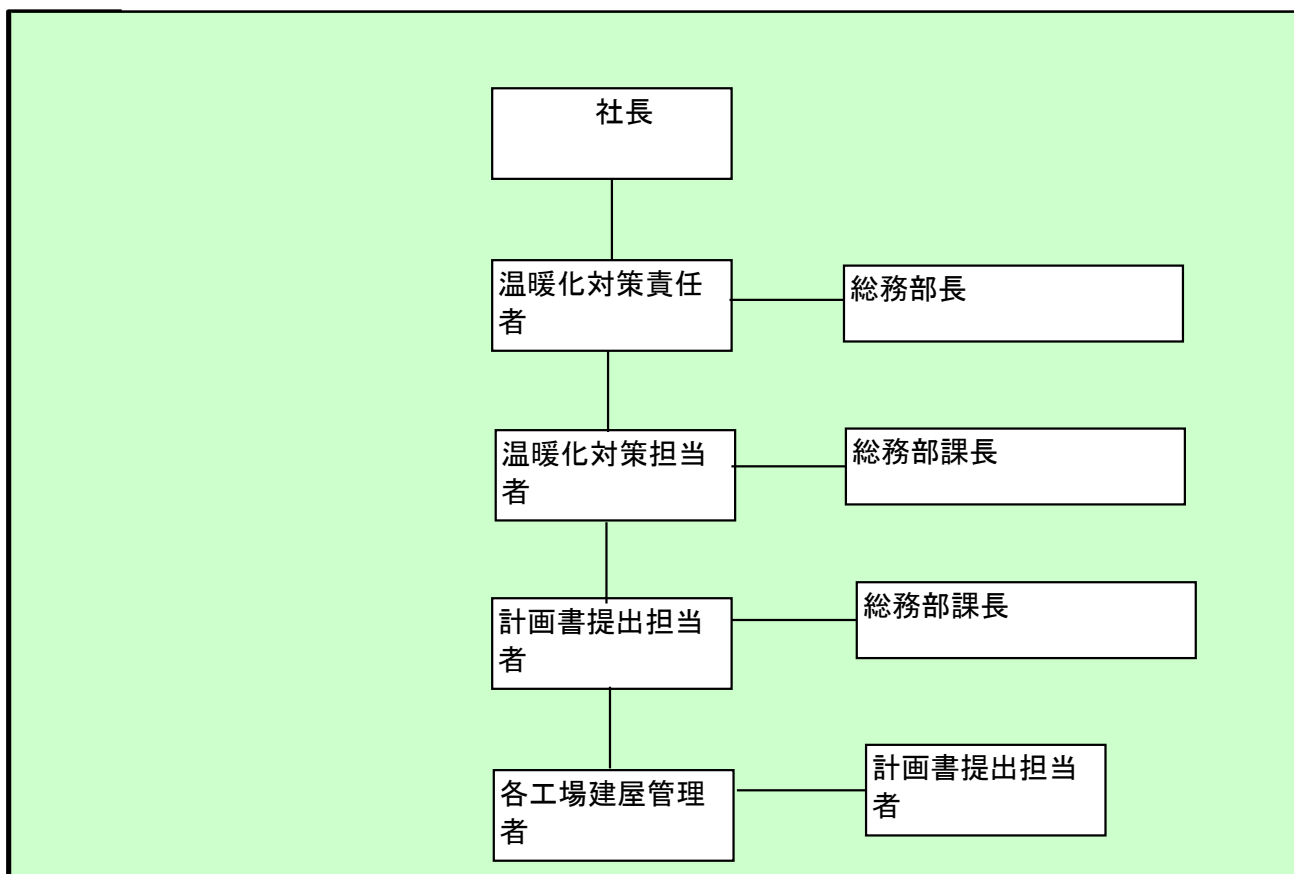 社長
温暖化対策責任
者
総務部長
温暖化対策担当
者
総務部課長
計画書提出担当
者
総務部課長
各工場建屋管理
者
計画書提出担当
者